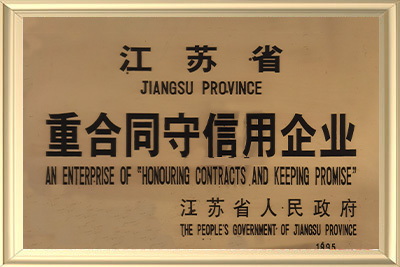 江苏省
JIANGSU PROVINCE
重合同守信用企业
AN ENTERPRISE OF "HONOURING CONTRACTS AND KEEPING PROMISE"
江苏省人民政府
THE PEOPLE'S GOVERNMENT OF JIANGSU PROVINCE
1995